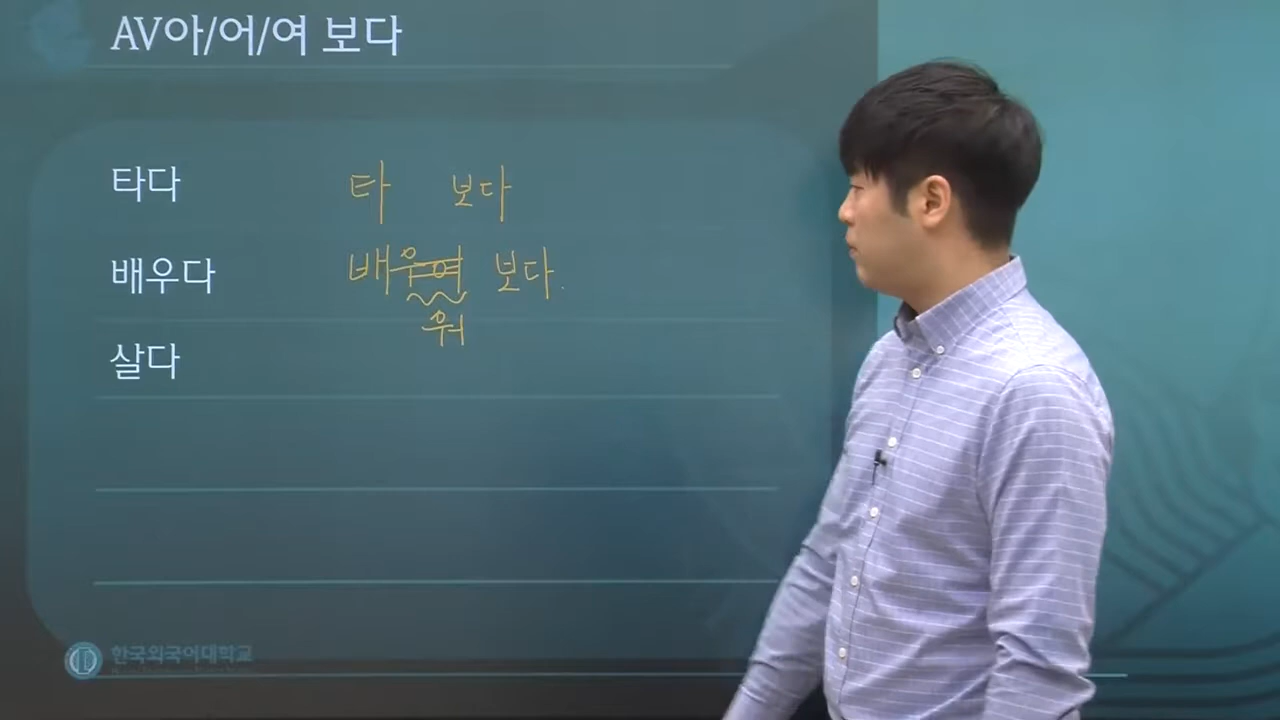 AV아/어/여 보다
타다 타 보다
배우다 배우어 보다.
워
살다
한국외국어대학교